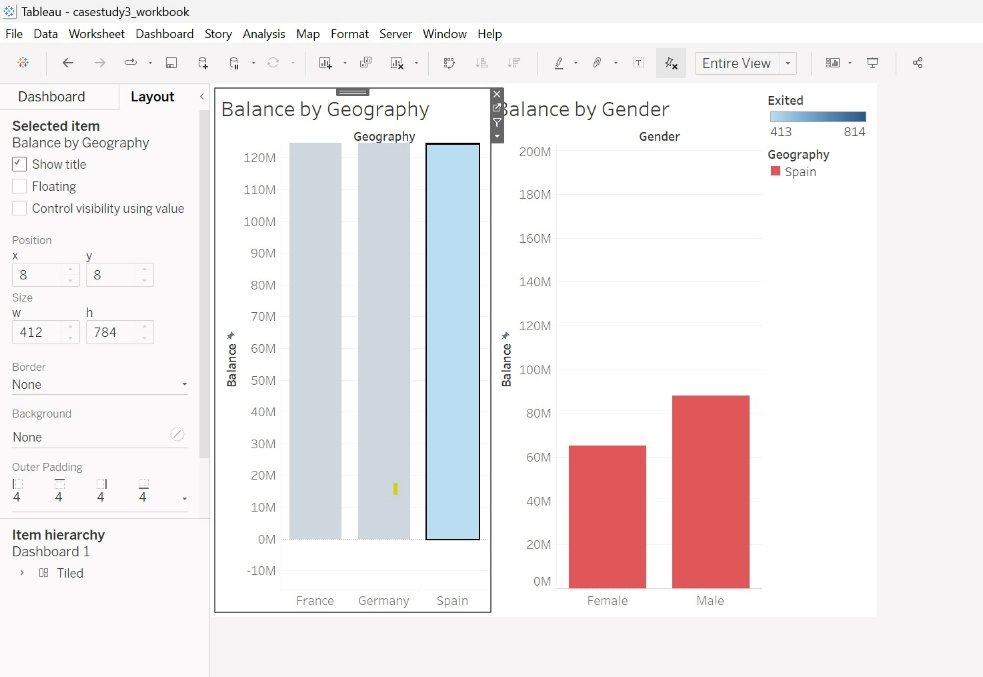 Tableau - casestudy3_workbook
File Data Worksheet Dashboard Story Analysis Map Format Server Window Help
T
Entire View
Dashboard
Layout
Selected item
Balance by Geography
Show title
Floating
Control visibility using value
Position
x y
8 8
Size
w h
412 784
Border
None
Background
None
Outer Padding
4 4 4 4
Item hierarchy
Dashboard 1
Tiled
Balance by Geography
Geography
120M
110M
100M
90M
80M
70M
60M
50M
40M
30M
20M
10M
0M
-10M
Balance
France Germany Spain
Balance by Gender
Gender
200M
180M
160M
140M
120M
100M
80M
60M
40M
20M
0M
Balance
Female Male
Exited
413 814
Geography
Spain